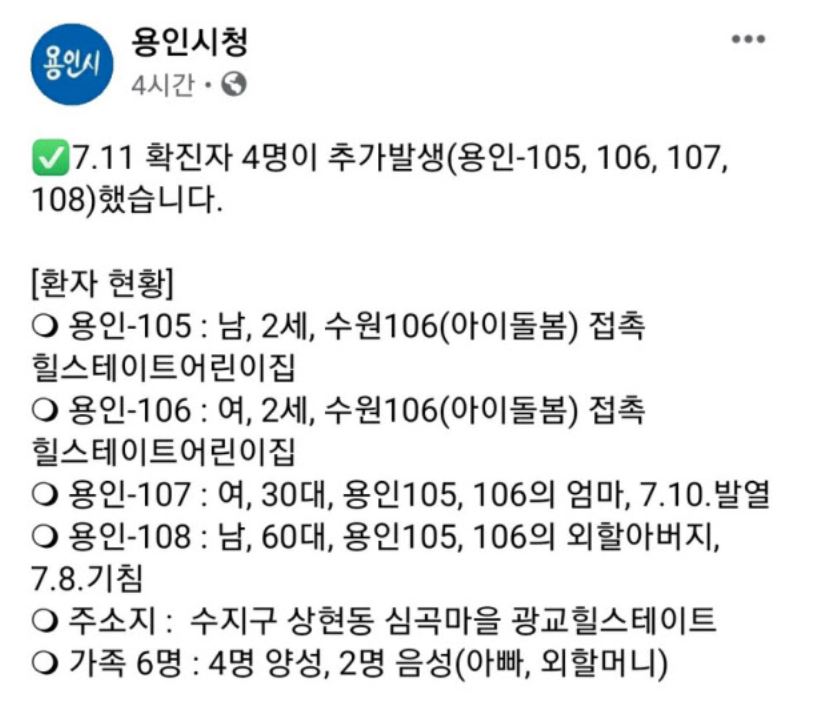 용인시
용인시청
4시간 ·
✅7.11 확진자 4명이 추가발생(용인-105, 106, 107,
108)했습니다.
[환자 현황]
❍ 용인-105 : 남, 2세, 수원106(아이돌봄) 접촉
힐스테이트어린이집
❍ 용인-106 : 여, 2세, 수원106(아이돌봄) 접촉
힐스테이트어린이집
❍ 용인-107 : 여, 30대, 용인105, 106의 엄마, 7.10.발열
❍ 용인-108 : 남, 60대, 용인105, 106의 외할아버지,
7.8.기침
❍ 주소지 :  수지구 상현동 심곡마을 광교힐스테이트
❍ 가족 6명 : 4명 양성, 2명 음성(아빠, 외할머니)